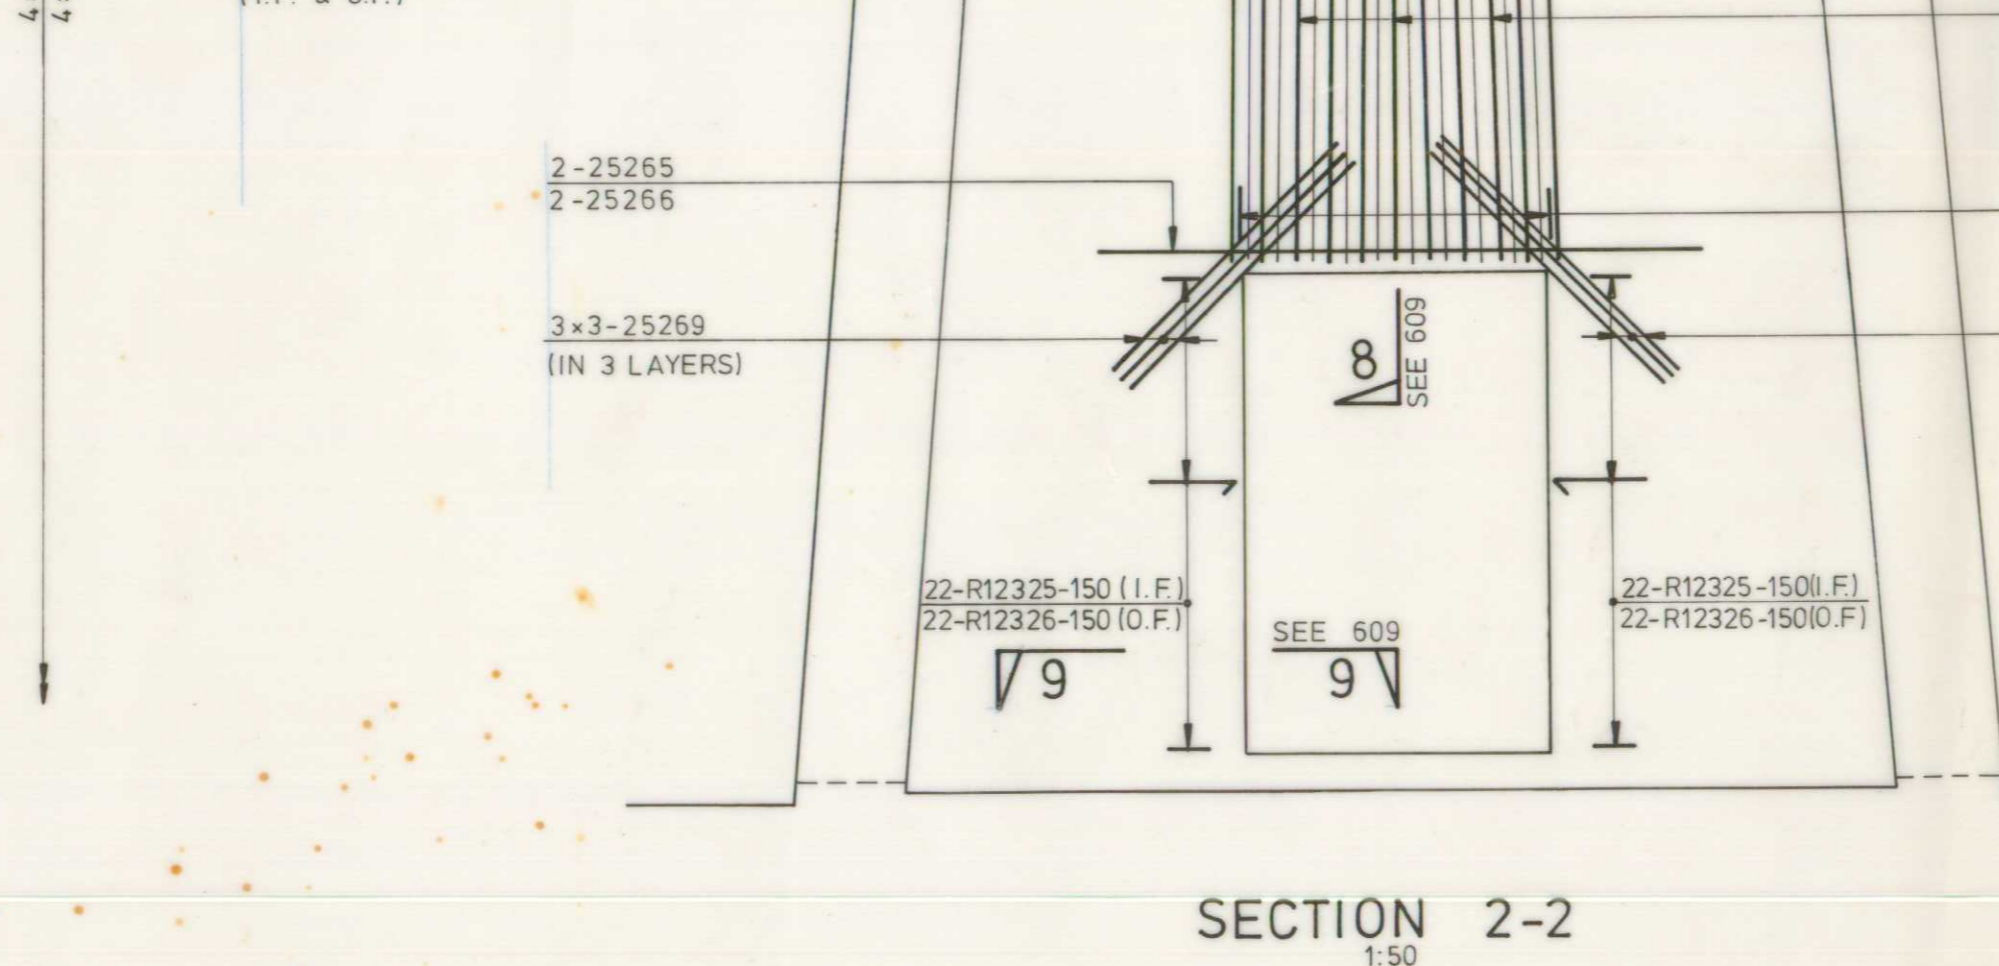 2-25265
2-25266
3×3-25269
(IN 3 LAYERS)
8
SEE 609
22-R12325-150 (I.F.)
22-R12326-150 (O.F.)
22-R12325-150(I.F.)
22-R12326-150(O.F)
9
SEE 609
9
SECTION 2-2
1:50